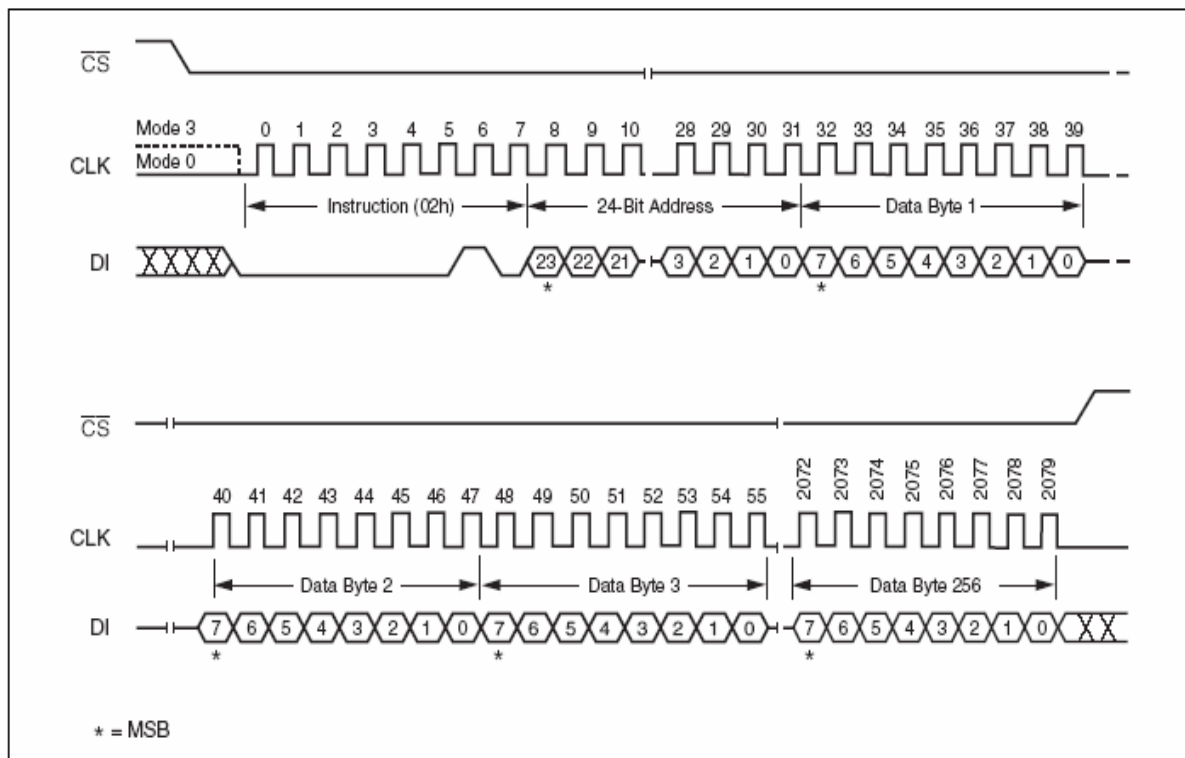 CS
Mode 3
0 1 2 3 4 5 6 7 8 9 10 28 29 30 31 32 33 34 35 36 37 38 39
CLK
Mode 0
Instruction (02h) 24-Bit Address Data Byte 1
DI
23 22 21 3 2 1 0 7 6 5 4 3 2 1 0
* *
CS
40 41 42 43 44 45 46 47 48 49 50 51 52 53 54 55 2072 2073 2074 2075 2076 2077 2078 2079
CLK
Data Byte 2 Data Byte 3 Data Byte 256
DI
7 6 5 4 3 2 1 0 7 6 5 4 3 2 1 0 7 6 5 4 3 2 1 0
* * *
* = MSB